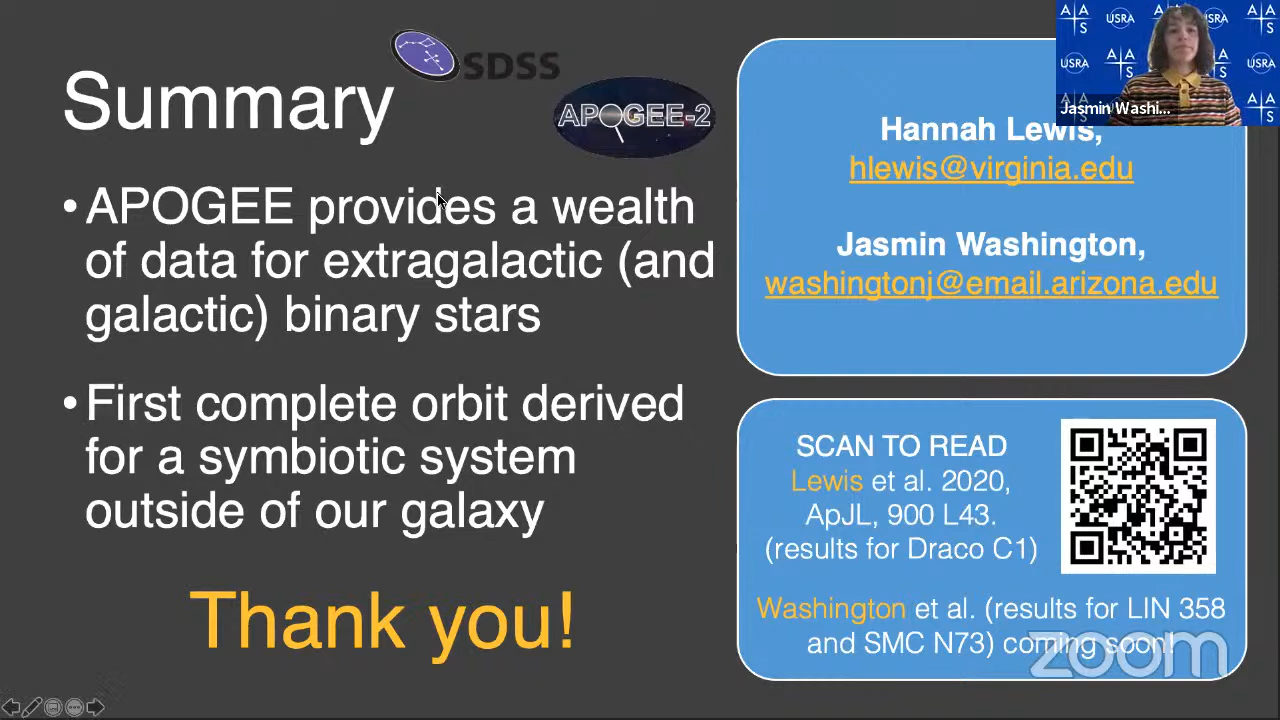 SDSS
APOGEE-2
Summary
• APOGEE provides a wealth
of data for extragalactic (and
galactic) binary stars
• First complete orbit derived
for a symbiotic system
outside of our galaxy
Thank you!
Hannah Lewis,
hlewis@virginia.edu
Jasmin Washington,
washingtonj@email.arizona.edu
SCAN TO READ
Lewis et al. 2020,
ApJL, 900 L43.
(results for Draco C1)
Washington et al. (results for LIN 358
and SMC N73) coming soon!
zoom
A A S USRA
USRA
Jasmin Washi...